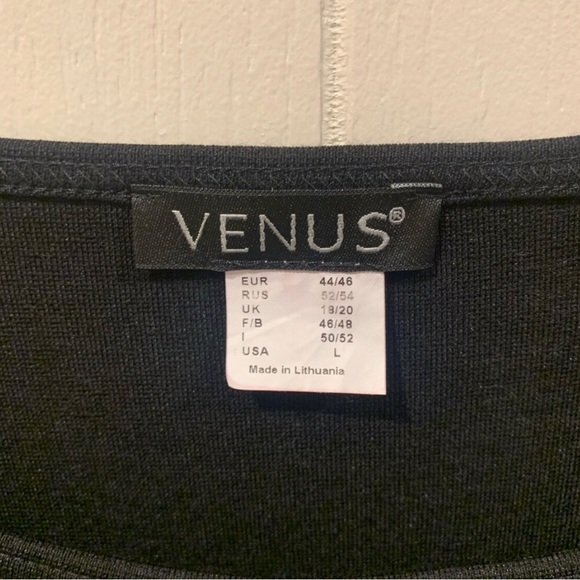 VENUS®
EUR 44/46
RUS 52/54
UK 18/20
F/B 46/48
I 50/52
USA L
Made in Lithuania